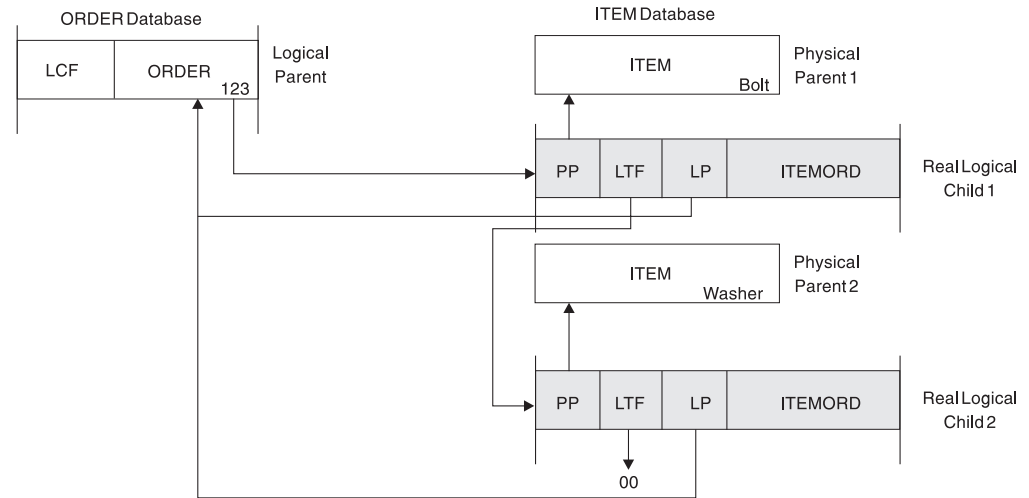 ORDER Database
ITEM Database
LCF
ORDER
123
Logical
Parent
ITEM
Bolt
Physical
Parent 1
PP
LTF
LP
ITEMORD
Real Logical
Child 1
ITEM
Washer
Physical
Parent 2
PP
LTF
LP
ITEMORD
Real Logical
Child 2
00